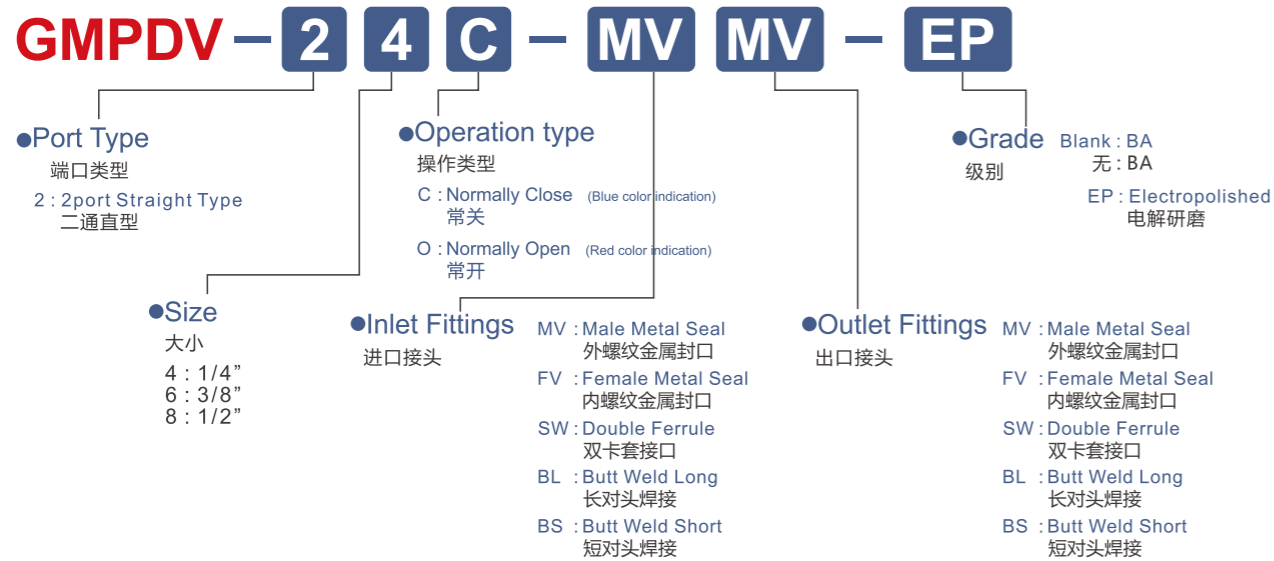 GMPDV - 2 4 C - MV MV - EP
●Port Type
端口类型
2 : 2port Straight Type
二通直型
●Operation type
操作类型
C : Normally Close (Blue color indication)
常关
O : Normally Open (Red color indication)
常开
●Grade Blank : BA
级别 无 : BA
EP : Electropolished
电解研磨
●Size
大小
4 : 1/4”
6 : 3/8”
8 : 1/2”
●Inlet Fittings
进口接头
MV : Male Metal Seal
外螺纹金属封口
FV : Female Metal Seal
内螺纹金属封口
SW : Double Ferrule
双卡套接口
BL : Butt Weld Long
长对头焊接
BS : Butt Weld Short
短对头焊接
●Outlet Fittings
出口接头
MV : Male Metal Seal
外螺纹金属封口
FV : Female Metal Seal
内螺纹金属封口
SW : Double Ferrule
双卡套接口
BL : Butt Weld Long
长对头焊接
BS : Butt Weld Short
短对头焊接